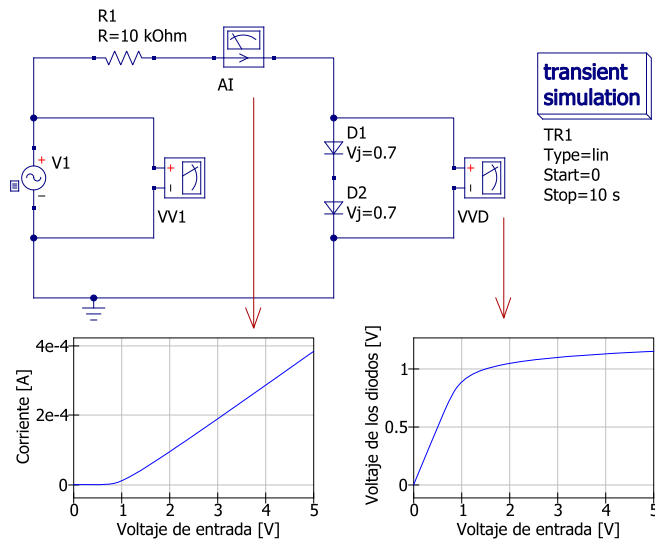 R1
R=10 kOhm
AI
V1
+
−
+
−
VV1
D1
Vj=0.7
D2
Vj=0.7
+
−
VVD
transient
simulation
TR1
Type=lin
Start=0
Stop=10 s
Corriente [A]
4e-4
2e-4
0
0
1
2
3
4
5
Voltaje de entrada [V]
Voltaje de los diodos [V]
1
0.5
0
0
1
2
3
4
5
Voltaje de entrada [V]